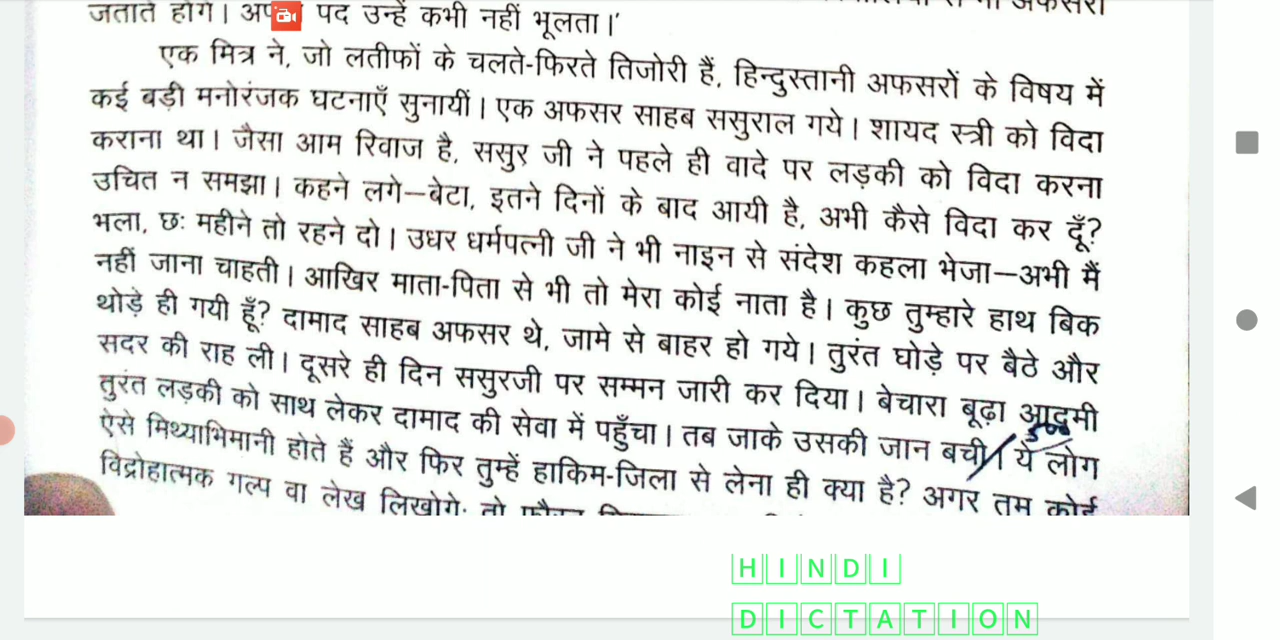 जताते होंगे। पद उन्हें कभी नहीं भूलता।'
एक मित्र ने, जो लतीफों के चलते-फिरते तिजोरी हैं, हिन्दुस्तानी अफसरों के विषय में
कई बड़ी मनोरंजक घटनाएँ सुनायीं। एक अफसर साहब ससुराल गये। शायद स्त्री को विदा
कराना था। जैसा आम रिवाज है, ससुर जी ने पहले ही वादे पर लड़की को विदा करना
उचित न समझा। कहने लगे—बेटा, इतने दिनों के बाद आयी है, अभी कैसे विदा कर दूँ?
भला, छः महीने तो रहने दो। उधर धर्मपत्नी जी ने भी नाइन से संदेश कहला भेजा—अभी मैं
नहीं जाना चाहती। आखिर माता-पिता से भी तो मेरा कोई नाता है। कुछ तुम्हारे हाथ बिक
थोड़े ही गयी हूँ? दामाद साहब अफसर थे, जामे से बाहर हो गये। तुरंत घोड़े पर बैठे और
सदर की राह ली। दूसरे ही दिन ससुरजी पर सम्मन जारी कर दिया। बेचारा बूढ़ा आदमी
तुरंत लड़की को साथ लेकर दामाद की सेवा में पहुँचा। तब जाके उसकी जान बची। ये लोग
ऐसे मिथ्याभिमानी होते हैं और फिर तुम्हें हाकिम-जिला से लेना ही क्या है? अगर तुम कोई
विद्रोहात्मक गल्प वा लेख लिखोगे; तो फौरन
HINDI
DICTATION